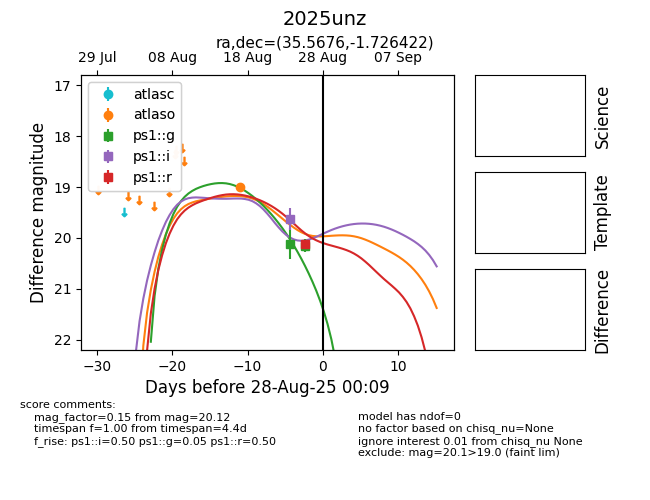 2025unz
ra,dec=(35.5676,-1.726422)
29 Jul 08 Aug 18 Aug 28 Aug 07 Sep
atlasc
atlaso
ps1::g
ps1::i
ps1::r
17
18
19
20
21
22
Difference magnitude
−30 −20 −10 0 10
Days before 28-Aug-25 00:09
Science
Template
Difference
score comments:
mag_factor=0.15 from mag=20.12
timespan f=1.00 from timespan=4.4d
f_rise: ps1::i=0.50 ps1::g=0.05 ps1::r=0.50
model has ndof=0
no factor based on chisq_nu=None
ignore interest 0.01 from chisq_nu None
exclude: mag=20.1>19.0 (faint lim)